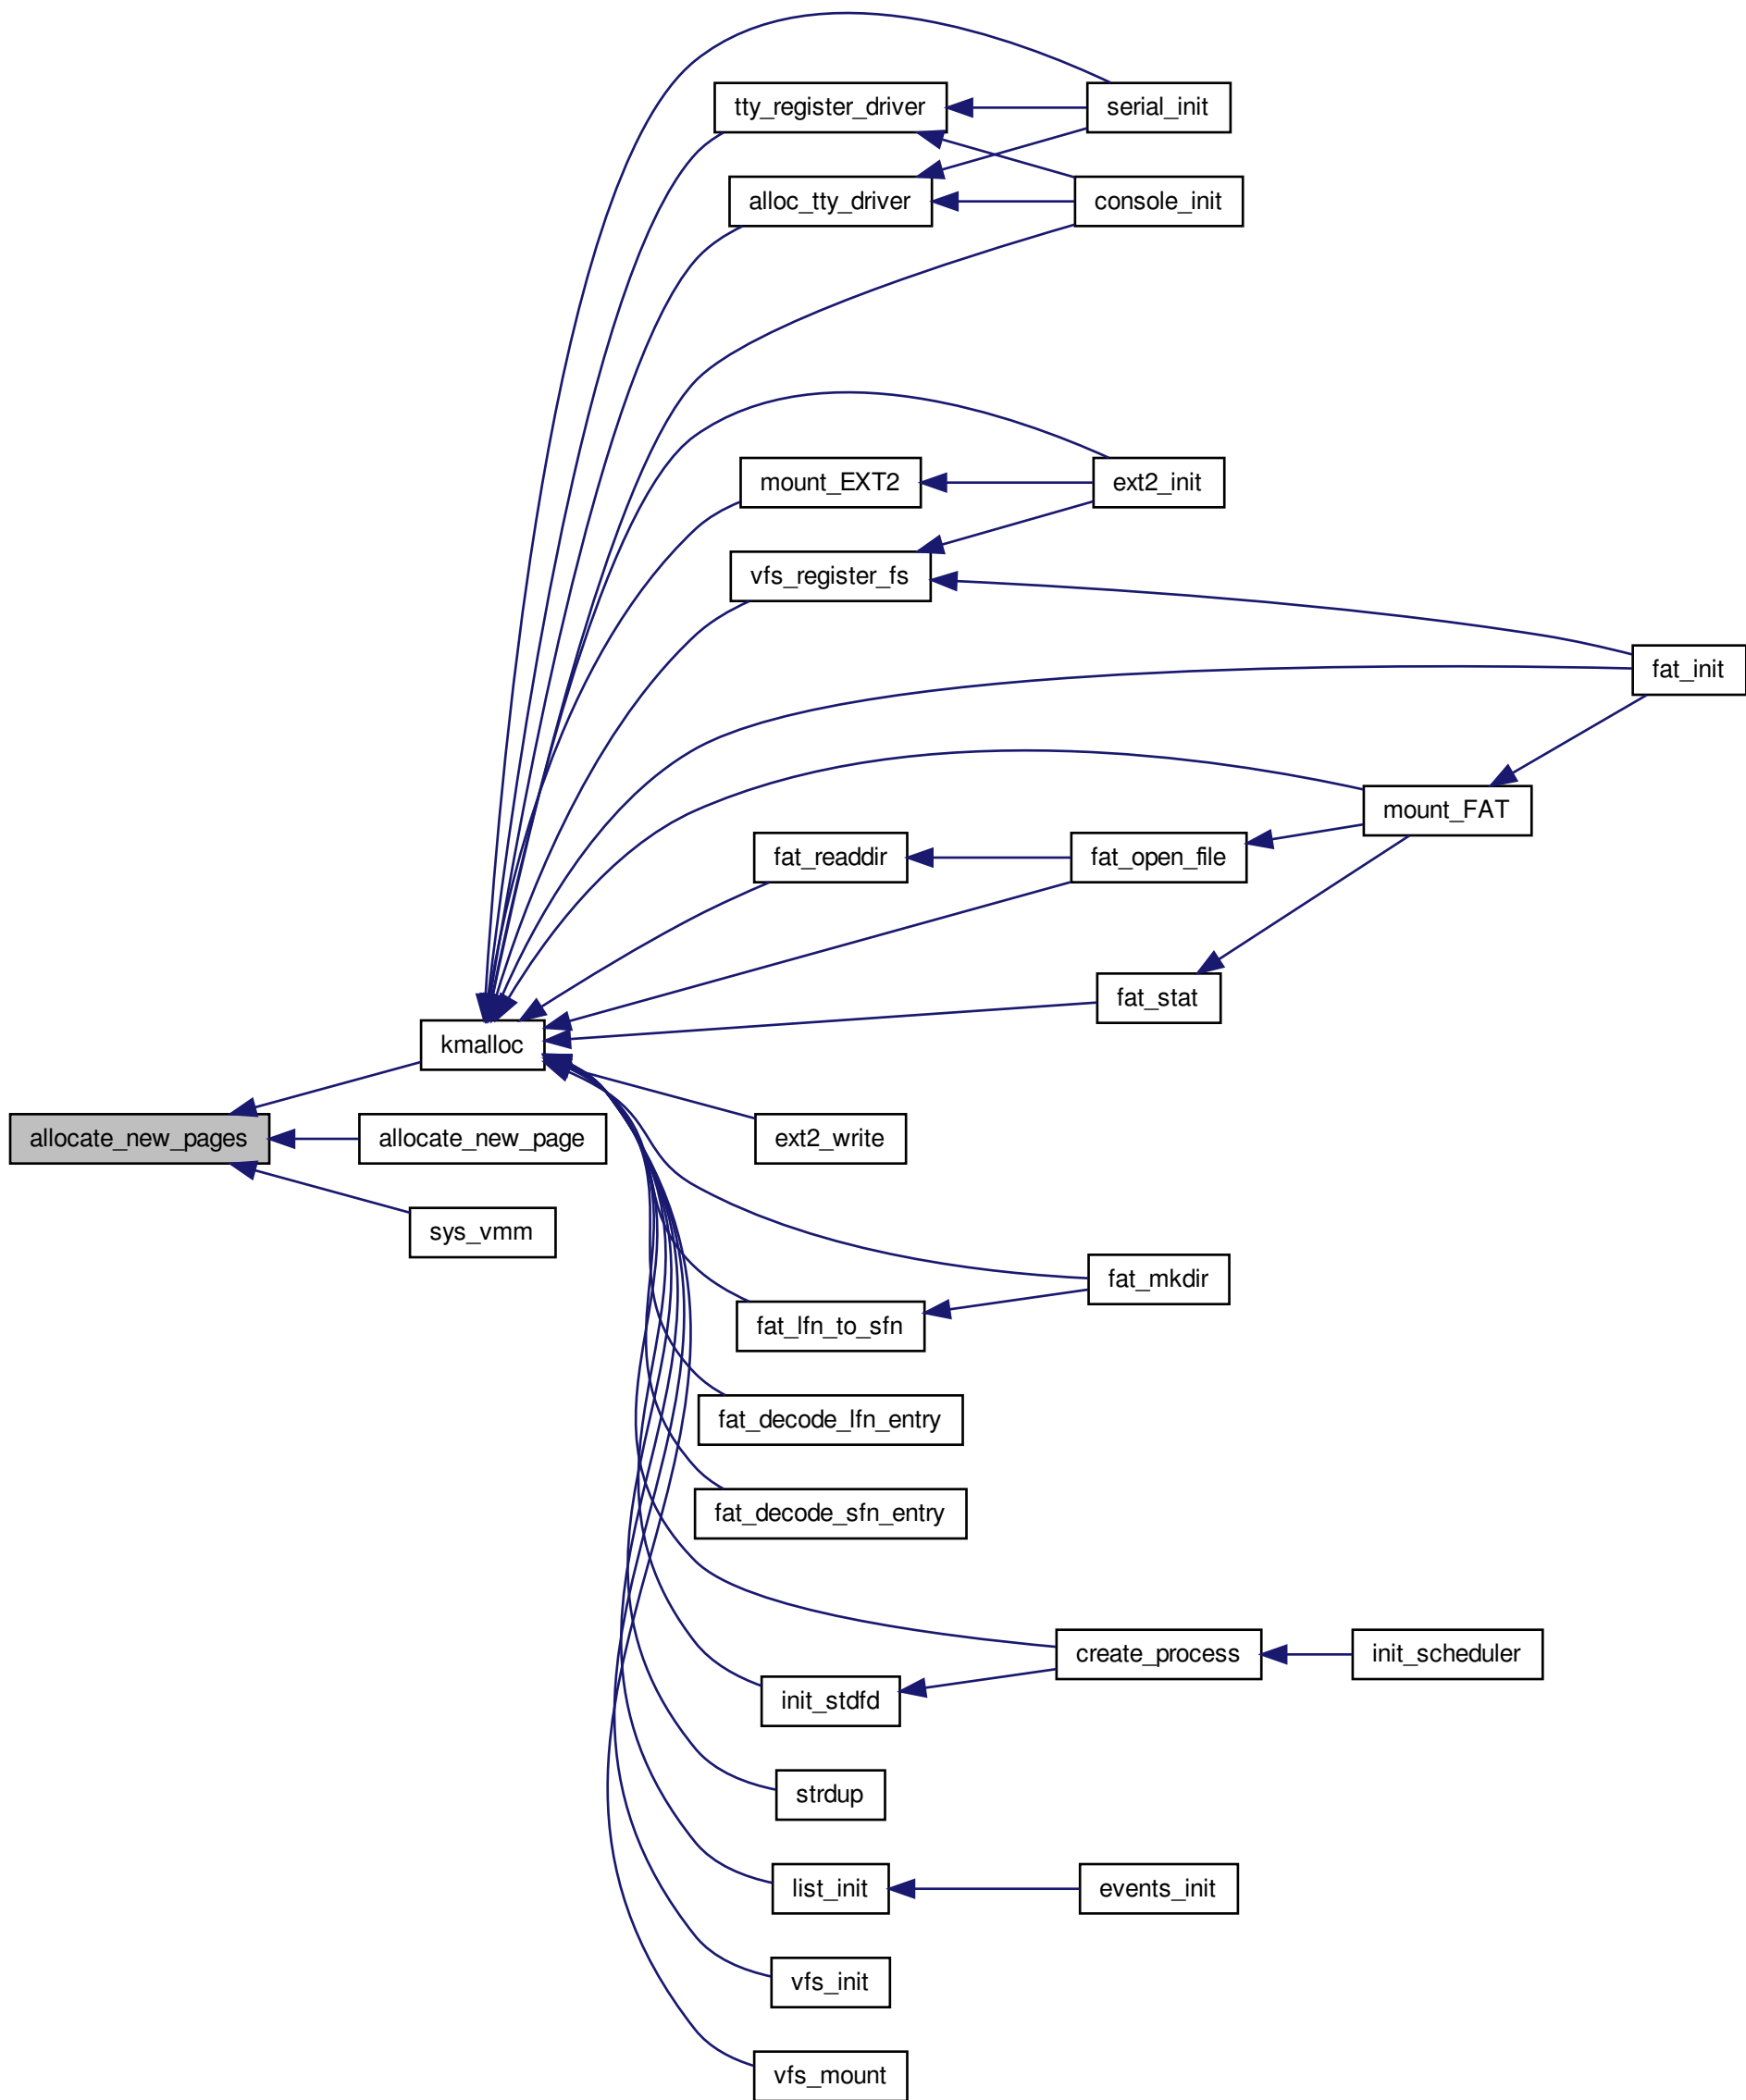 tty_register_driver
serial_init
alloc_tty_driver
console_init
mount_EXT2
ext2_init
vfs_register_fs
fat_init
mount_FAT
fat_readdir
fat_open_file
fat_stat
kmalloc
allocate_new_pages
allocate_new_page
ext2_write
sys_vmm
fat_mkdir
fat_lfn_to_sfn
fat_decode_lfn_entry
fat_decode_sfn_entry
create_process
init_scheduler
init_stdfd
strdup
list_init
events_init
vfs_init
vfs_mount